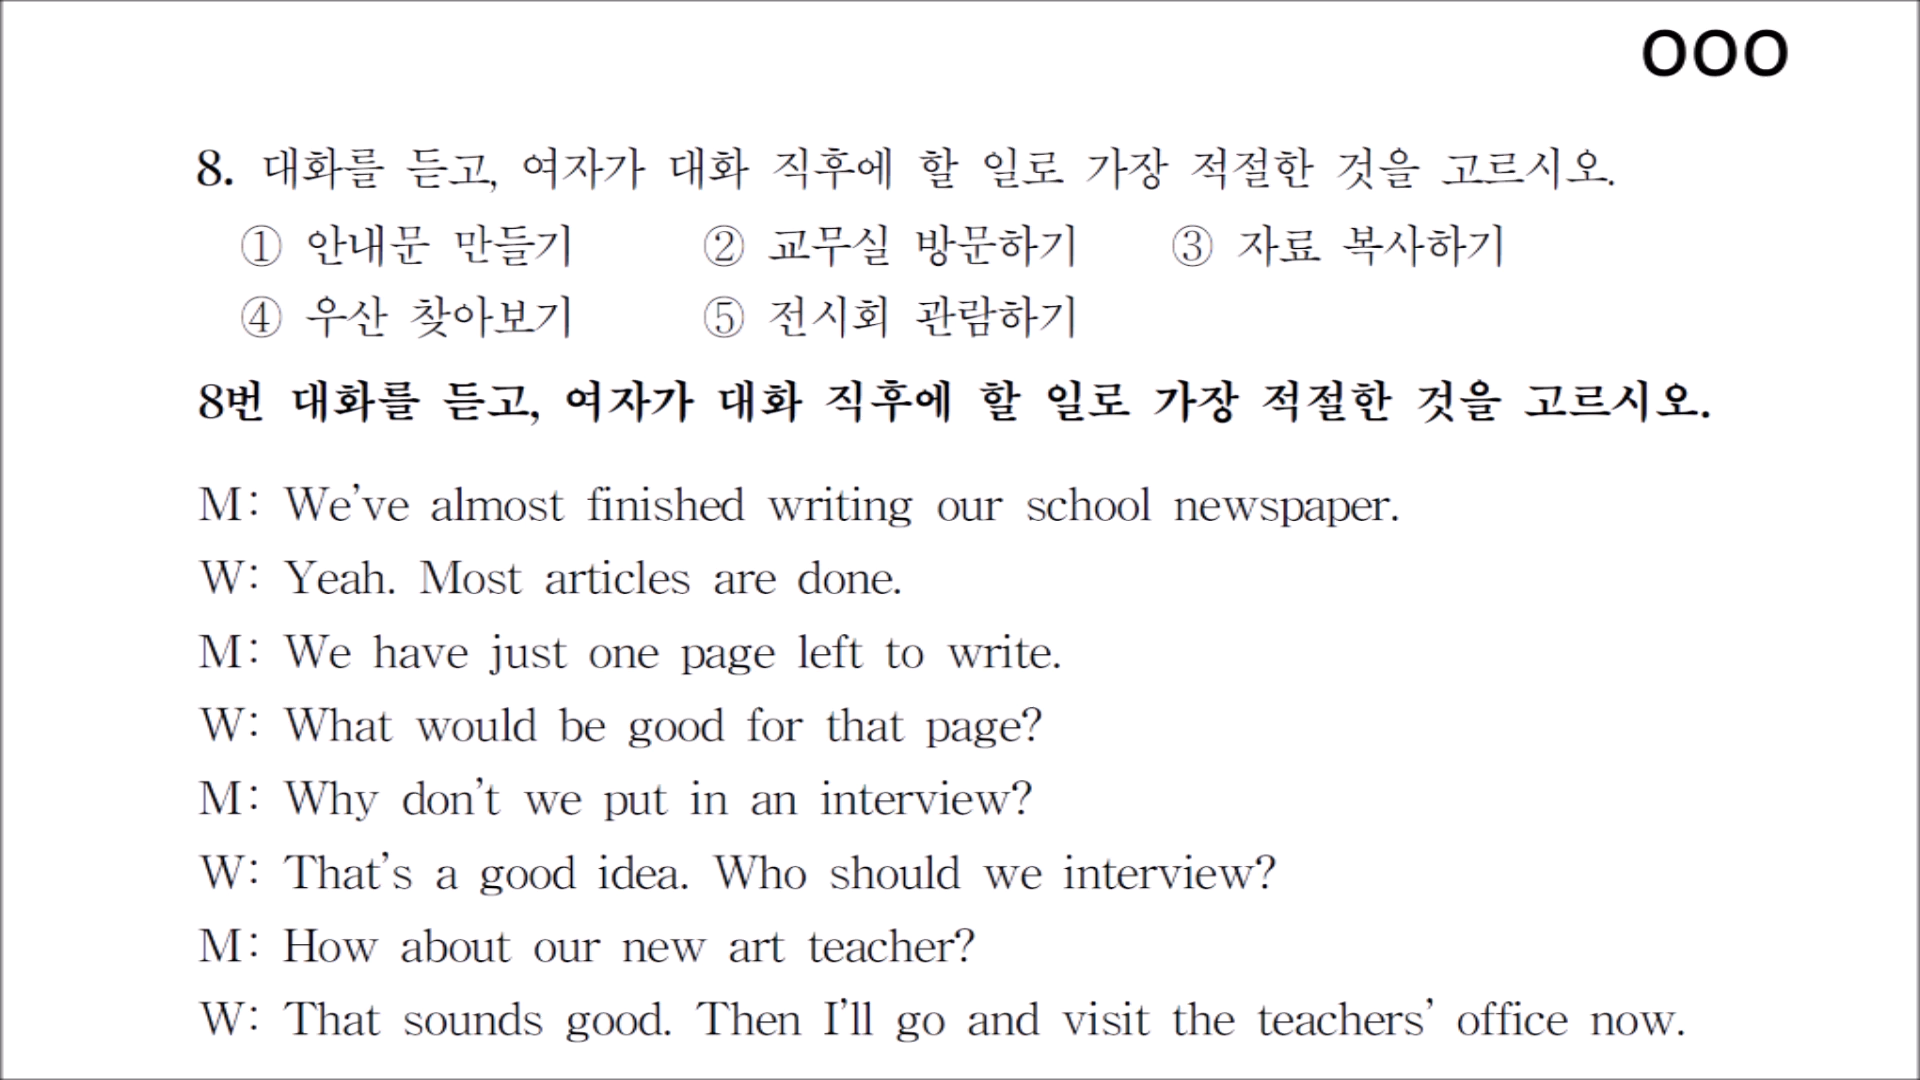 OOO
8. 대화를 듣고, 여자가 대화 직후에 할 일로 가장 적절한 것을 고르시오.
① 안내문 만들기 ② 교무실 방문하기 ③ 자료 복사하기
④ 우산 찾아보기 ⑤ 전시회 관람하기
8번 대화를 듣고, 여자가 대화 직후에 할 일로 가장 적절한 것을 고르시오.
M: We've almost finished writing our school newspaper.
W: Yeah. Most articles are done.
M: We have just one page left to write.
W: What would be good for that page?
M: Why don't we put in an interview?
W: That's a good idea. Who should we interview?
M: How about our new art teacher?
W: That sounds good. Then I'll go and visit the teachers' office now.